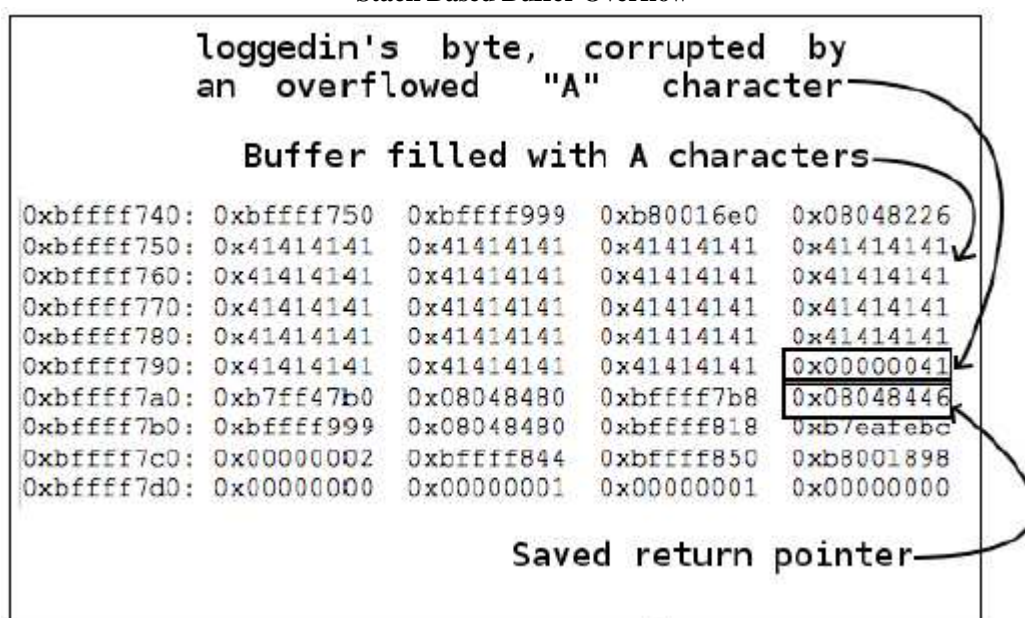 Stack Based Buffer Overflow
loggedin's byte, corrupted by
an overflowed "A" character
Buffer filled with A characters
0xbffff740: 0xbffff750 0xbffff999 0xb80016e0 0x08048226
0xbffff750: 0x41414141 0x41414141 0x41414141 0x41414141
0xbffff760: 0x41414141 0x41414141 0x41414141 0x41414141
0xbffff770: 0x41414141 0x41414141 0x41414141 0x41414141
0xbffff780: 0x41414141 0x41414141 0x41414141 0x41414141
0xbffff790: 0x41414141 0x41414141 0x41414141 0x00000041
0xbffff7a0: 0xb7ff47b0 0x08048480 0xbffff7b8 0x08048446
0xbffff7b0: 0xbffff999 0x08048480 0xbffff818 0xb7eafebc
0xbffff7c0: 0x00000002 0xbffff844 0xbffff850 0xb8001898
0xbffff7d0: 0x00000000 0x00000001 0x00000001 0x00000000
Saved return pointer